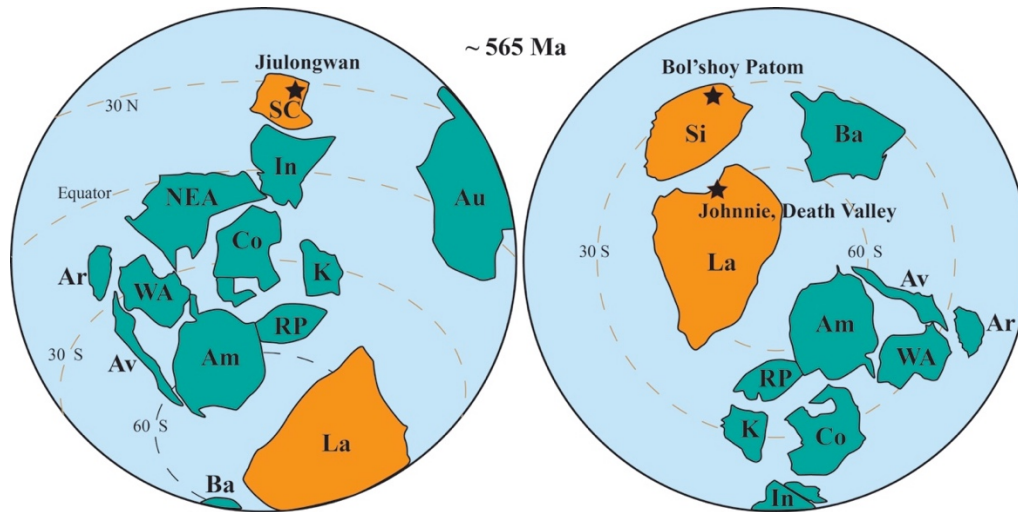 ~ 565 Ma
Jiulongwan
30 N
SC
In
Equator
NEA
Au
Co
Ar
WA
K
RP
30 S
Av
Am
60 S
La
Ba
Bol'shoy Patom
Si
Ba
Johnnie, Death Valley
30 S
La
60 S
Av
Am
Ar
WA
RP
K
Co
In